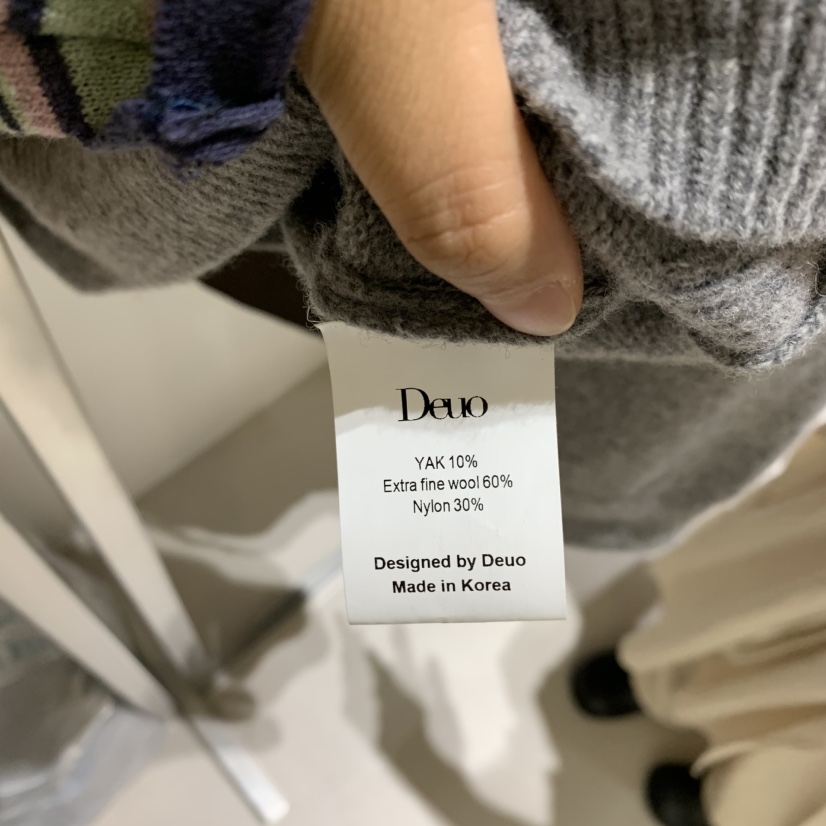 Deuo
YAK 10%
Extra fine wool 60%
Nylon 30%
Designed by Deuo
Made in Korea